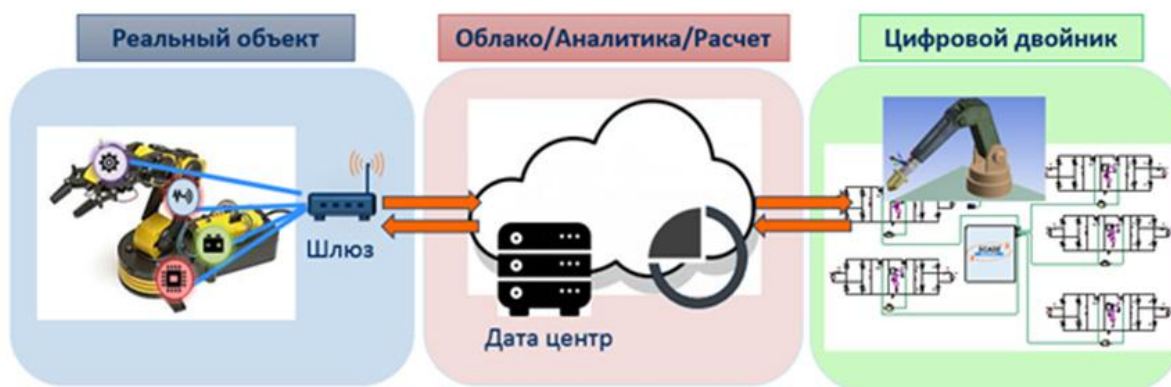 Реальный объект
Облако/Аналитика/Расчет
Цифровой двойник
Шлюз
Дата центр